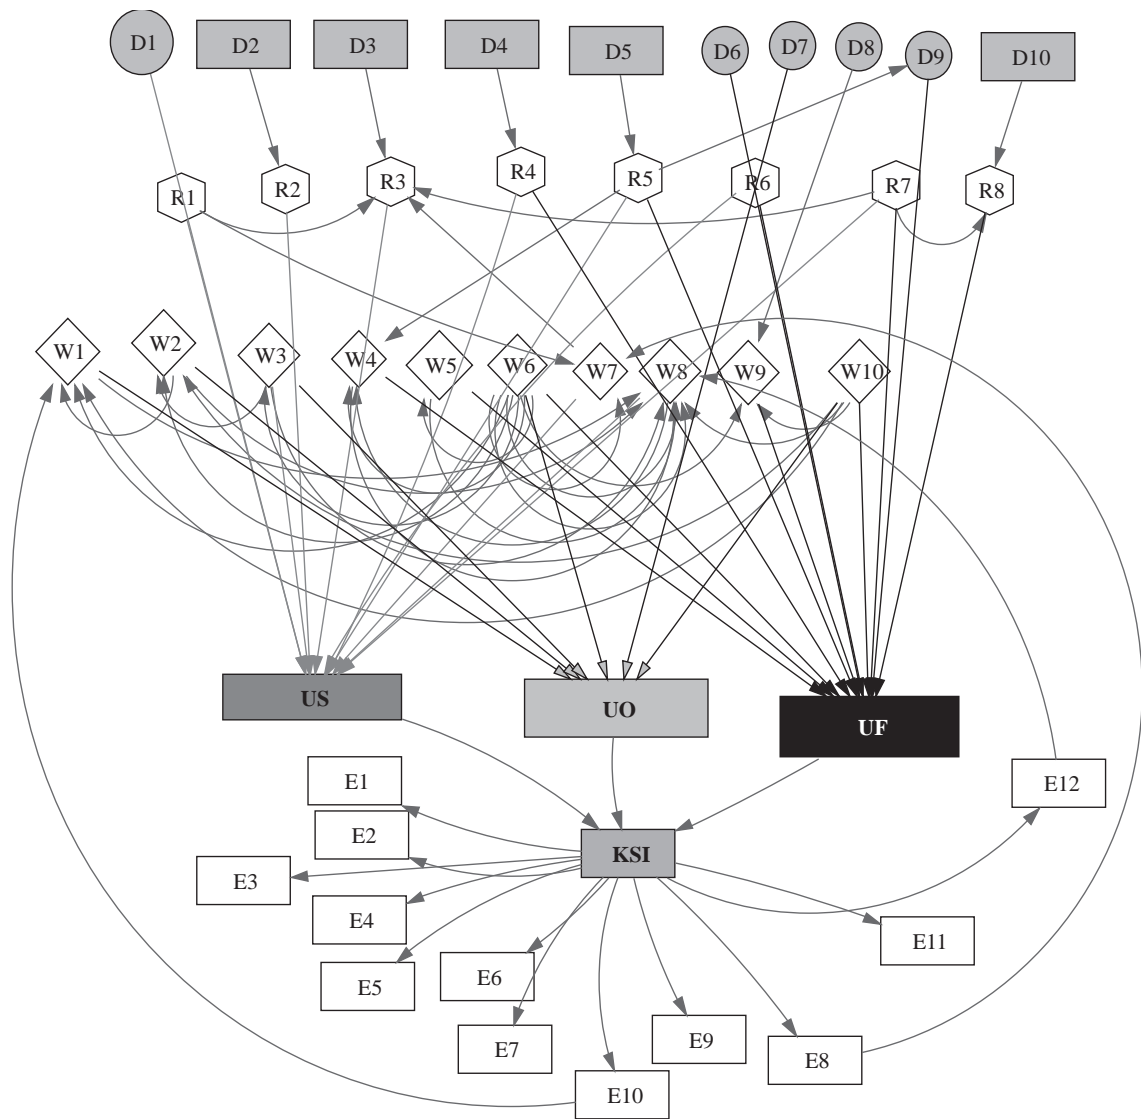 D1 D2 D3 D4 D5 D6 D7 D8 D9 D10
R1 R2 R3 R4 R5 R6 R7 R8
W1 W2 W3 W4 W5 W6 W7 W8 W9 W10
US UO UF
E1 E12
E2 KSI
E3
E4 E11
E5 E6
E7 E9 E8
E10